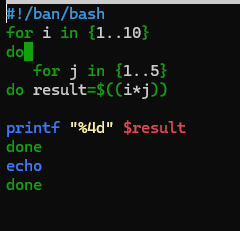 #!/ban/bash
for i in {1..10}
do
   for j in {1..5}
do result=$((i*j))

printf "%4d" $result
done
echo
done